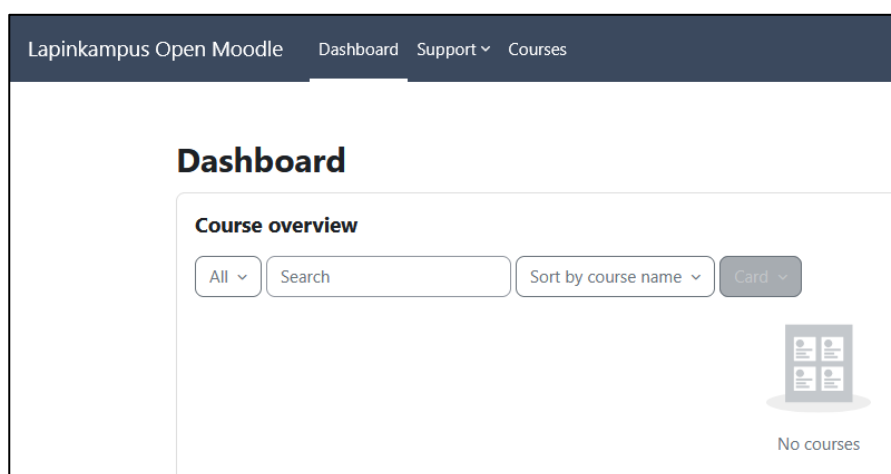 Lapinkampus Open Moodle Dashboard Support Courses
Dashboard
Course overview
All Search Sort by course name Card
No courses